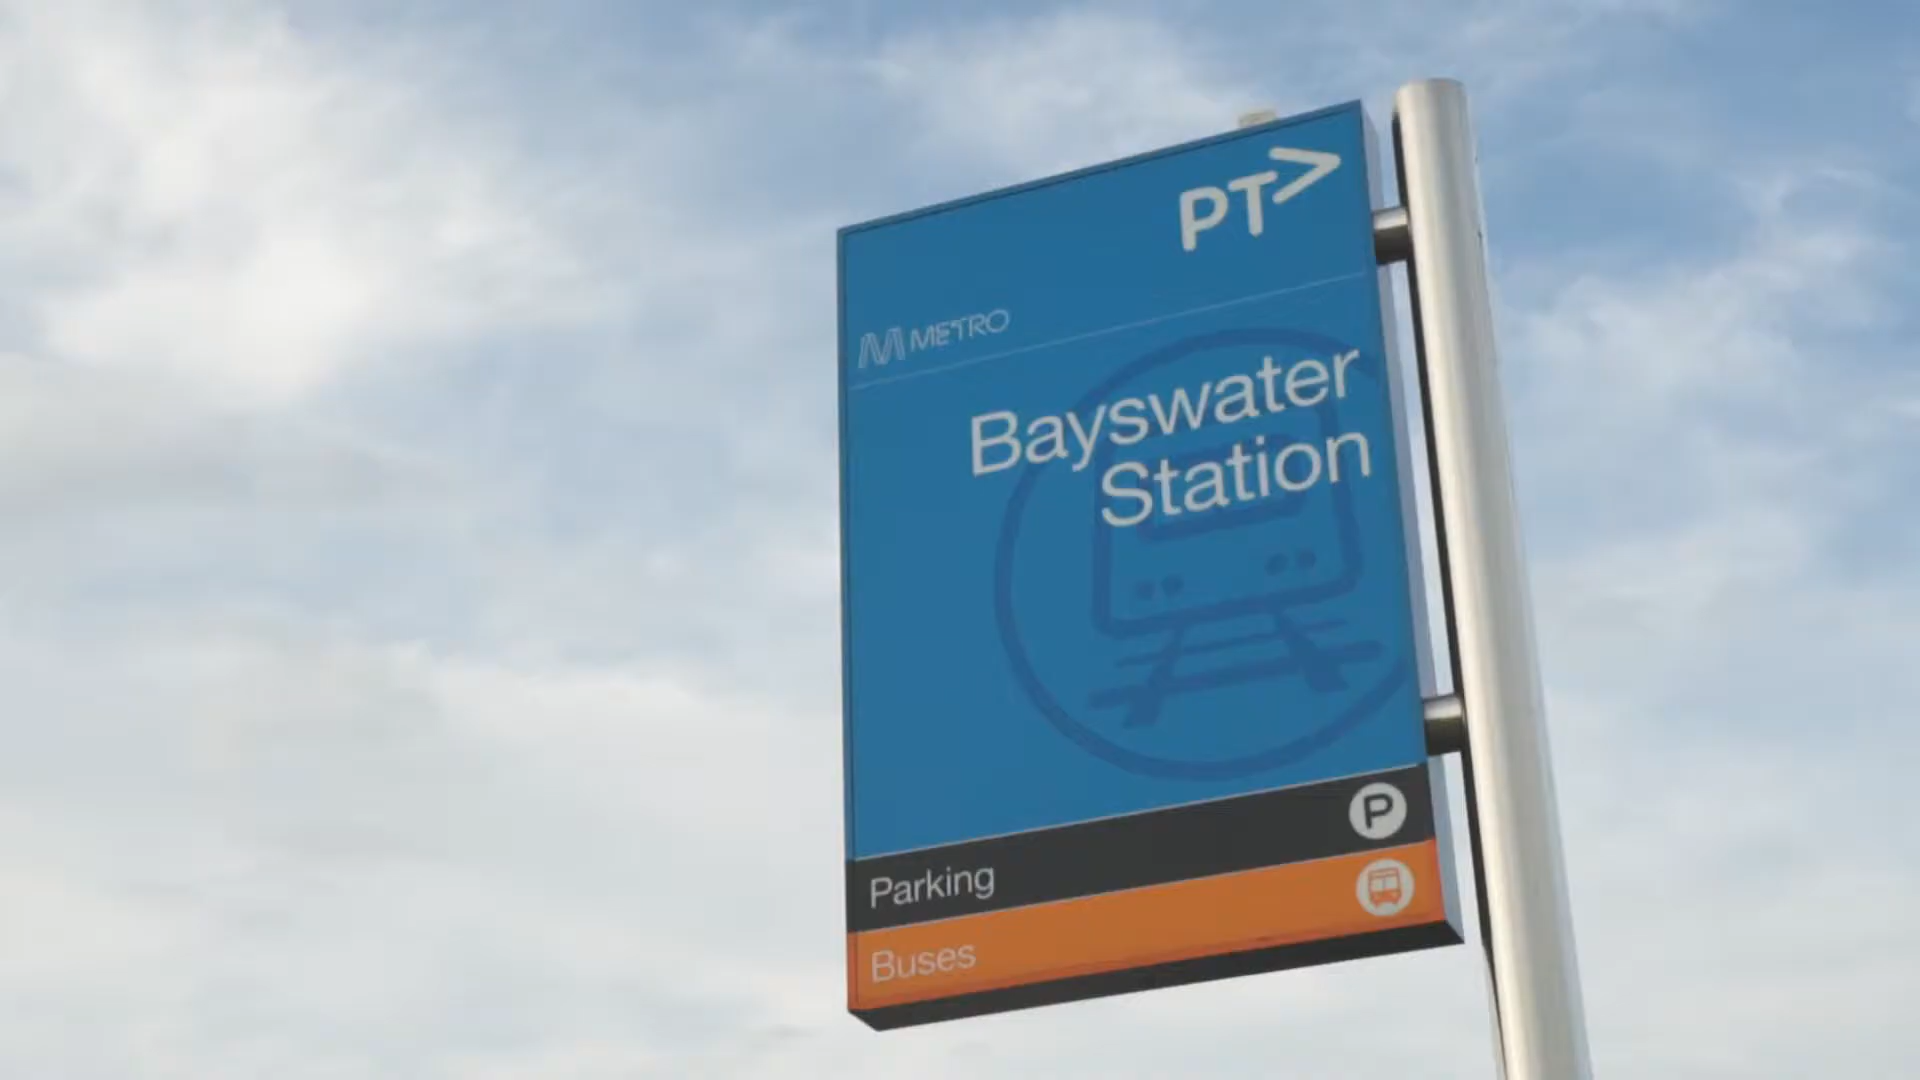 PT>
METRO
Bayswater
Station
Parking
P
Buses